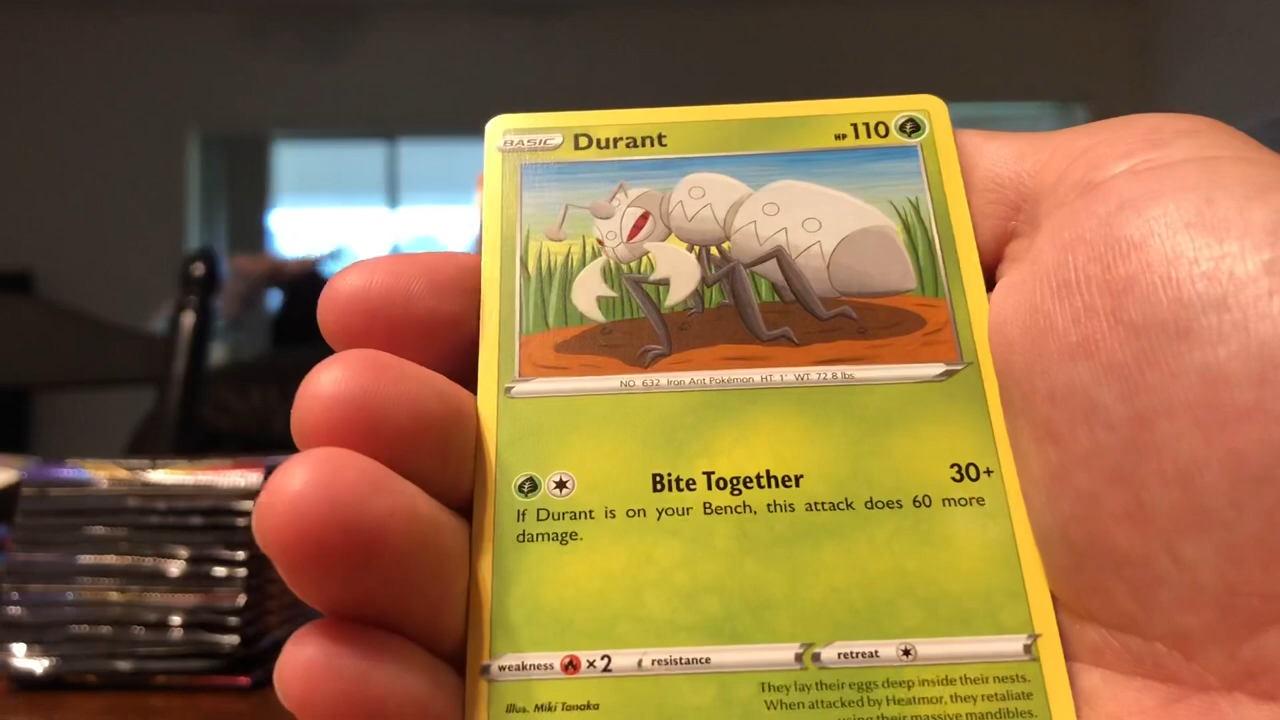 BASIC Durant HP 110
NO. 632 Iron Ant Pokémon HT: 1' WT: 72.8 lbs
Bite Together 30+
If Durant is on your Bench, this attack does 60 more
damage.
weakness ×2 resistance retreat
They lay their eggs deep inside their nests.
When attacked by Heatmor, they retaliate
Illus. Miki Tanaka
using their massive mandibles.